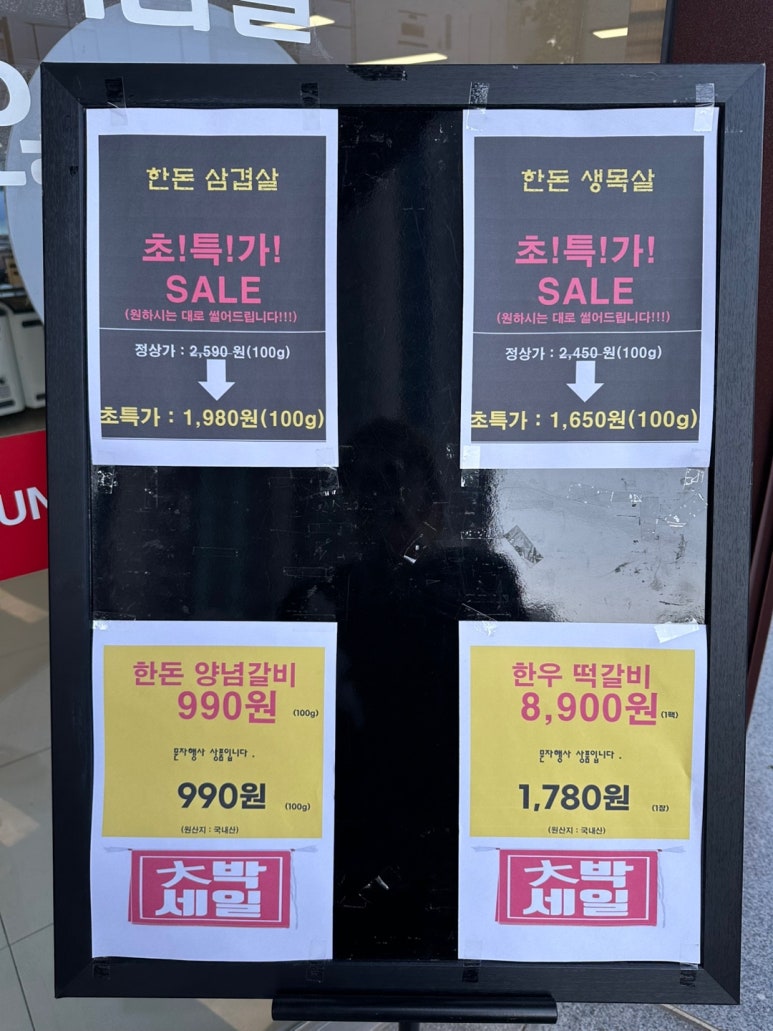 한돈 삼겹살
초!특!가!
SALE
(원하시는 대로 썰어드립니다!!!)
정상가 : 2,590 원(100g)
초특가 : 1,980원(100g)
한돈 생목살
초!특!가!
SALE
(원하시는 대로 썰어드립니다!!!)
정상가 : 2,450 원(100g)
초특가 : 1,650원(100g)
한돈 양념갈비
990원 (100g)
문자행사 상품입니다 .
990원 (100g)
(원산지 : 국내산)
大박
세일
한우 떡갈비
8,900원 (1팩)
문자행사 상품입니다 .
1,780원 (1장)
(원산지 : 국내산)
大박
세일
UN